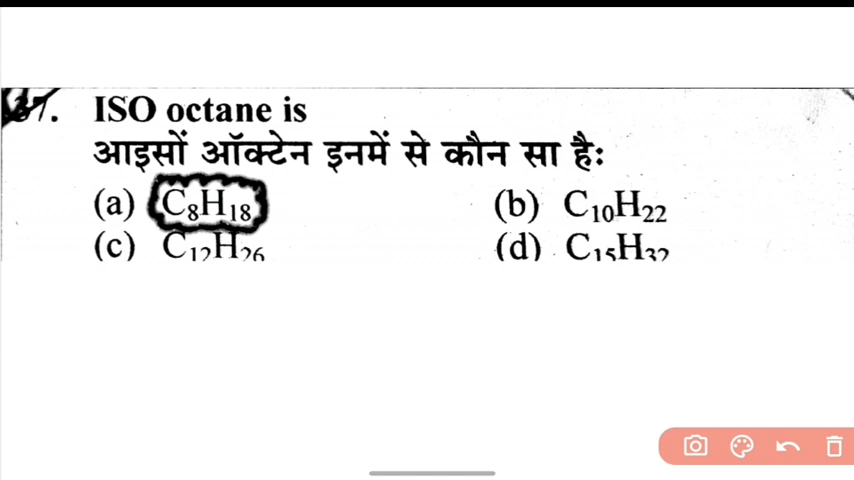 37. ISO octane is
आइसों ऑक्टेन इनमें से कौन सा हैः
(a) C₈H₁₈ (b) C₁₀H₂₂
(c) C₁₂H₂₆ (d) C₁₅H₃₂